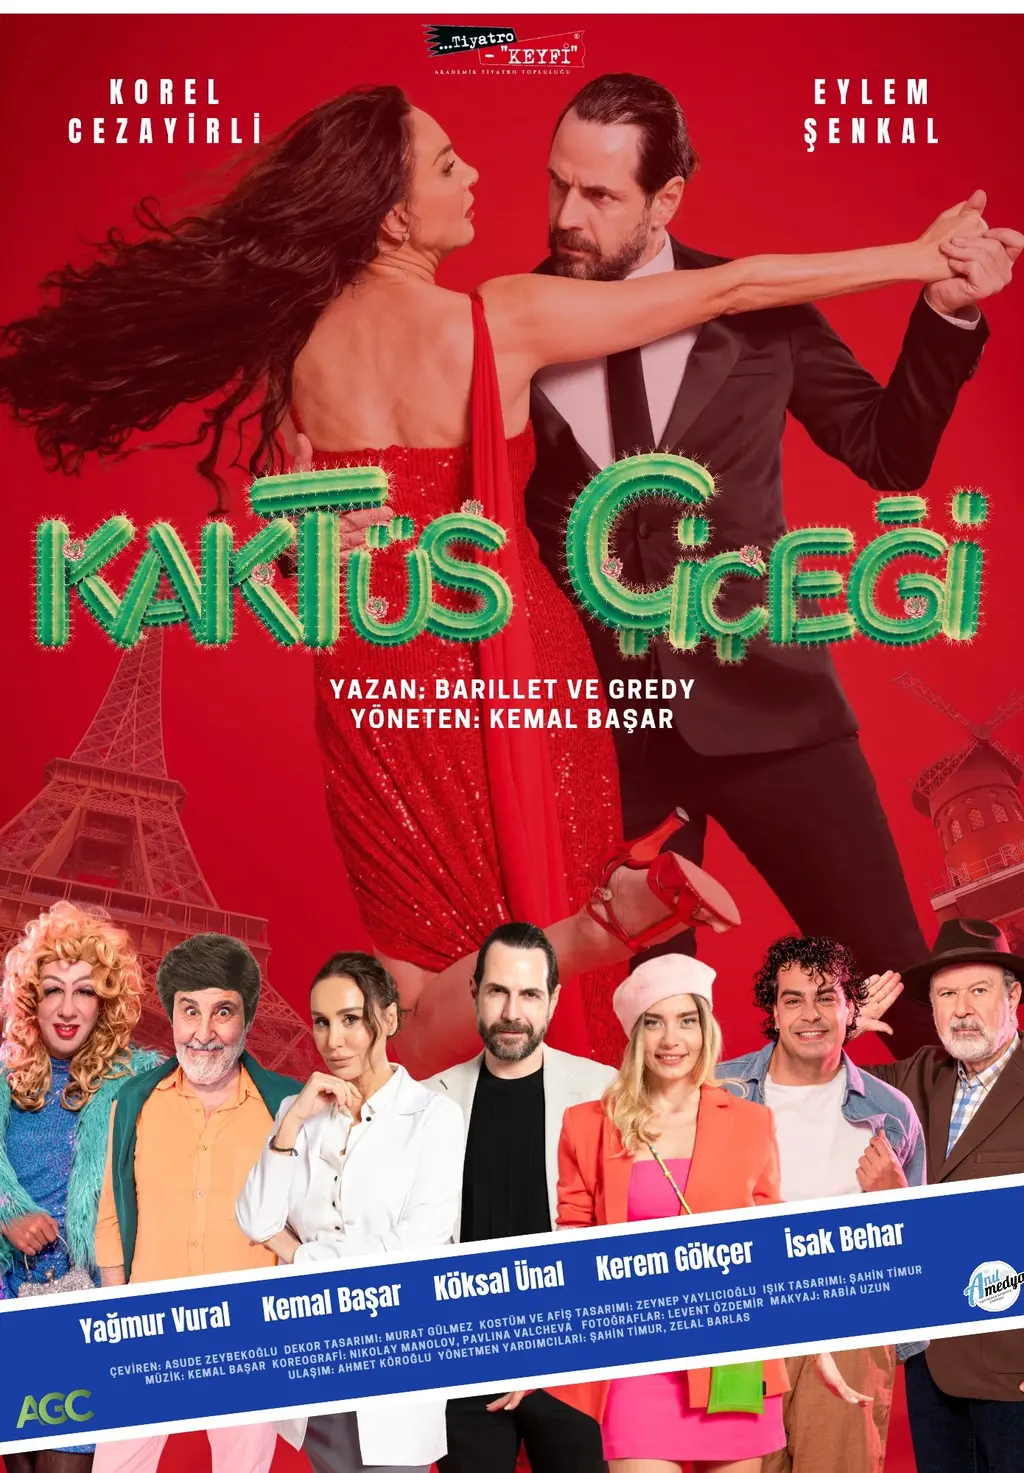 ...Tiyatro
- "KEYFİ"
AKADEMİK TİYATRO TOPLULUĞU
KOREL
CEZAYİRLİ
EYLEM
ŞENKAL
KAKTÜS ÇİÇEĞİ
YAZAN: BARILLET VE GREDY
YÖNETEN: KEMAL BAŞAR
Yağmur Vural Kemal Başar Köksal Ünal Kerem Gökçer İsak Behar
ÇEVİREN: ASUDE ZEYBEKOĞLU DEKOR TASARIMI: MURAT GÜLMEZ KOSTÜM VE AFİŞ TASARIMI: ZEYNEP YAYLICIOĞLU IŞIK TASARIMI: ŞAHİN TİMUR
MÜZİK: KEMAL BAŞAR KOREOGRAFİ: NIKOLAY MANOLOV, PAVLINA VALCHEVA FOTOĞRAFLAR: LEVENT ÖZDEMİR MAKYAJ: RABİA UZUN
ULAŞIM: AHMET KÖROĞLU YÖNETMEN YARDIMCILARI: ŞAHİN TİMUR, ZELAL BARLAS
Anıl
medya
AGC